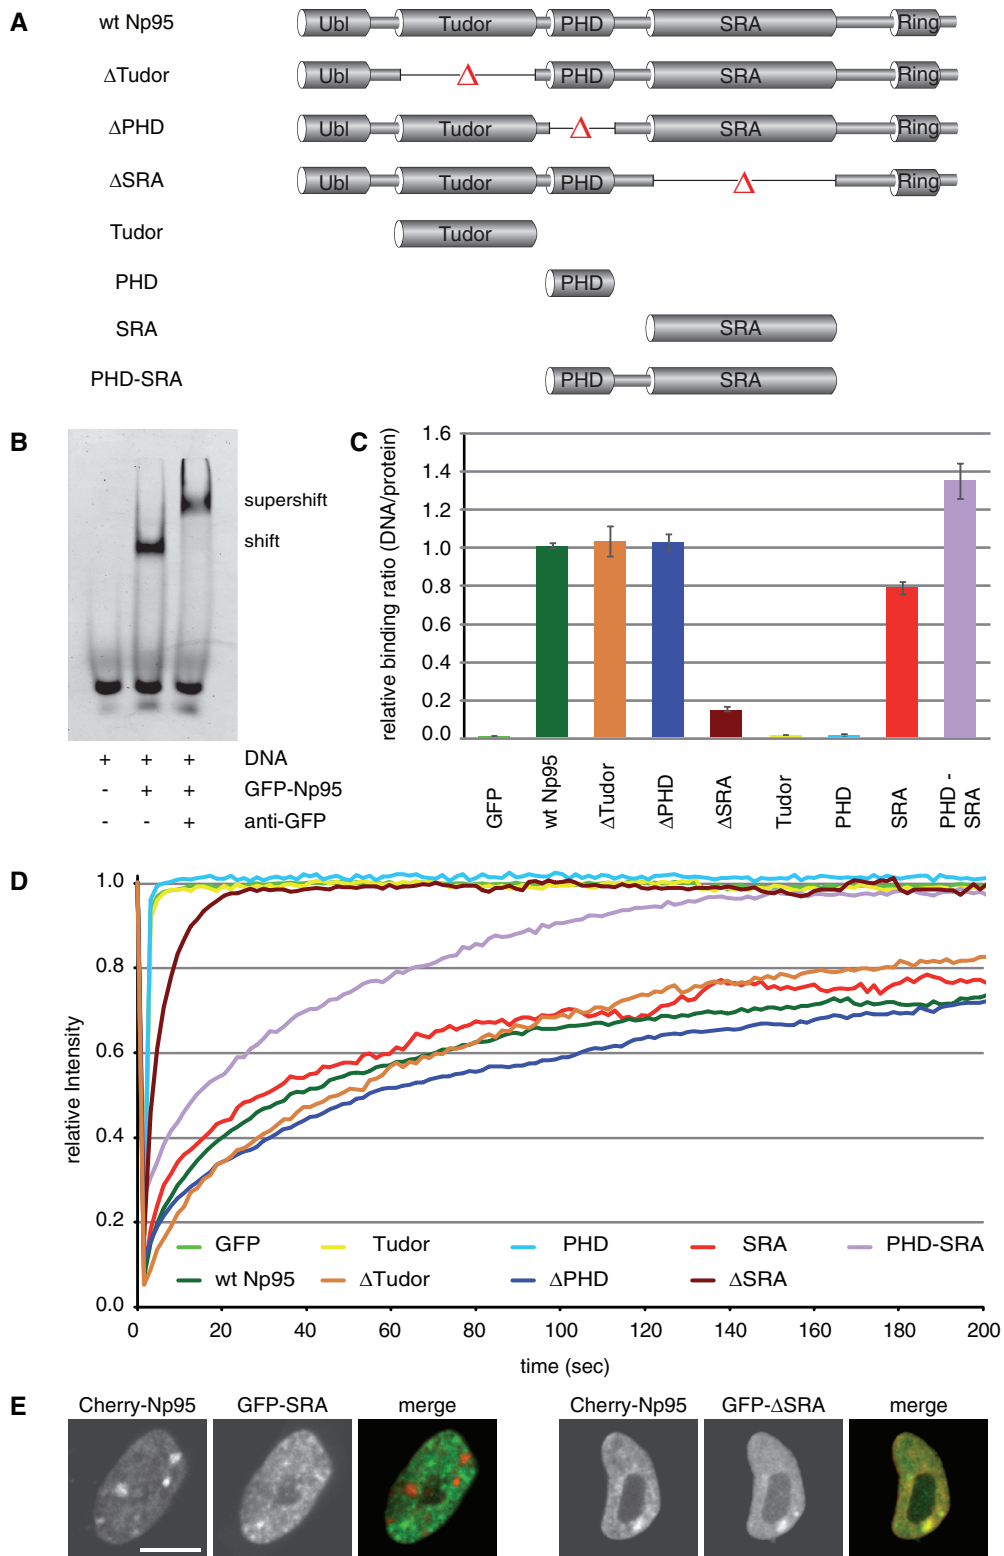 A
wt Np95
Ubl Tudor PHD SRA Ring
ΔTudor
Ubl Δ PHD SRA Ring
ΔPHD
Ubl Tudor Δ SRA Ring
ΔSRA
Ubl Tudor PHD Δ Ring
Tudor
Tudor
PHD
PHD
SRA
SRA
PHD-SRA
PHD SRA
B
supershift
shift
+ + + DNA
- + + GFP-Np95
- - + anti-GFP
C
relative binding ratio (DNA/protein)
1.6
1.4
1.2
1.0
0.8
0.6
0.4
0.2
0.0
GFP
wt Np95
ΔTudor
ΔPHD
ΔSRA
Tudor
PHD
SRA
PHD -
SRA
D
relative Intensity
1.0
0.8
0.6
0.4
0.2
0.0
GFP Tudor PHD SRA PHD-SRA
wt Np95 ΔTudor ΔPHD ΔSRA
0 20 40 60 80 100 120 140 160 180 200
time (sec)
E
Cherry-Np95 GFP-SRA merge
Cherry-Np95 GFP-ΔSRA merge